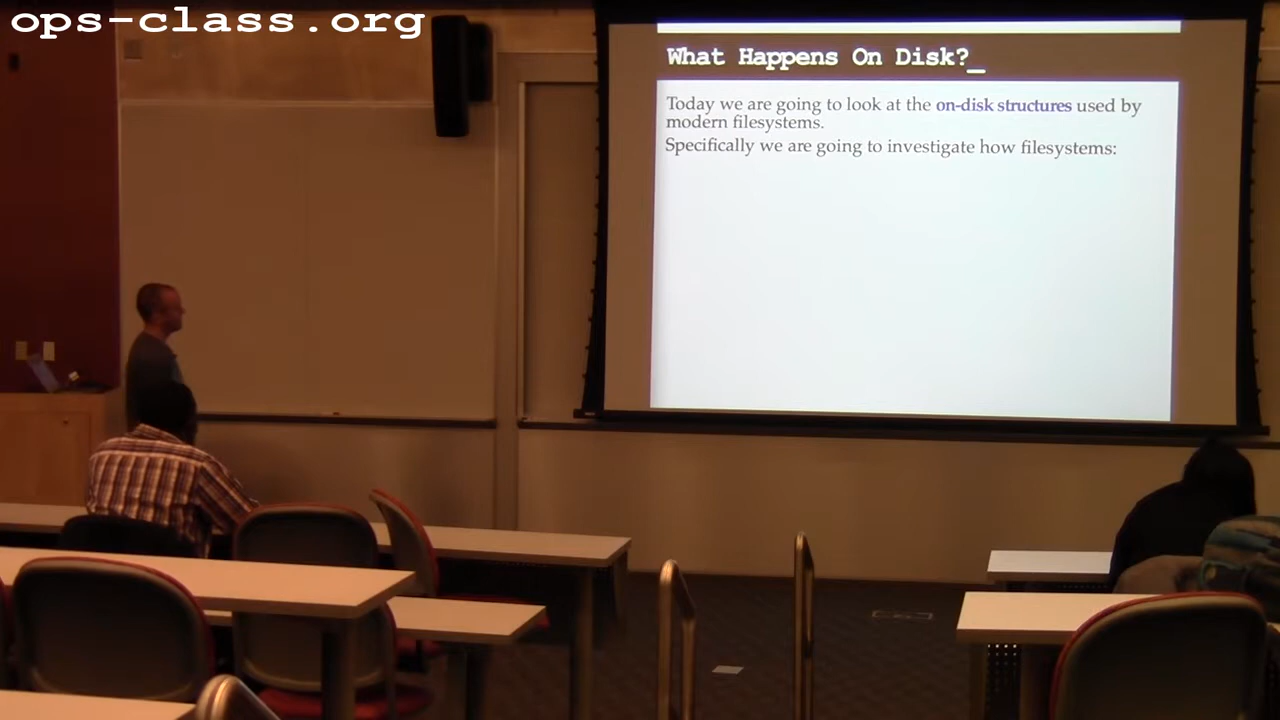 ops-class.org
What Happens On Disk?_
Today we are going to look at the on-disk structures used by
modern filesystems.
Specifically we are going to investigate how filesystems: